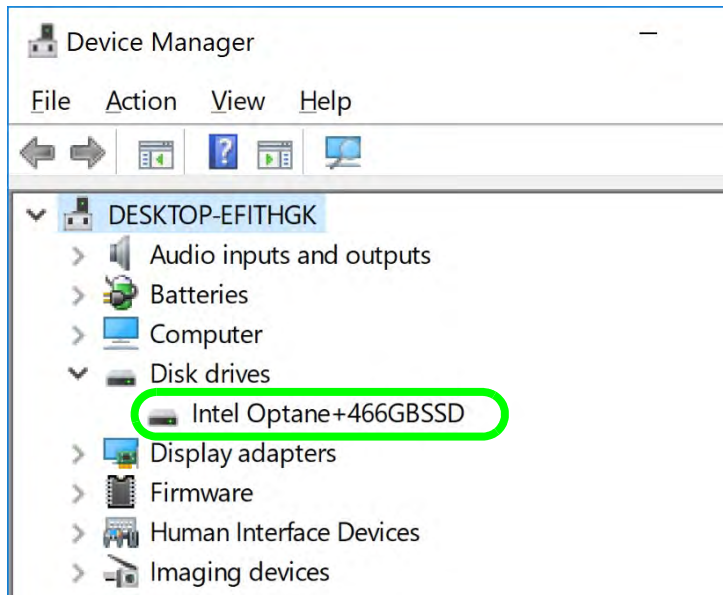 Device Manager
File Action View Help
DESKTOP-EFITHGK
Audio inputs and outputs
Batteries
Computer
Disk drives
Intel Optane+466GBSSD
Display adapters
Firmware
Human Interface Devices
Imaging devices